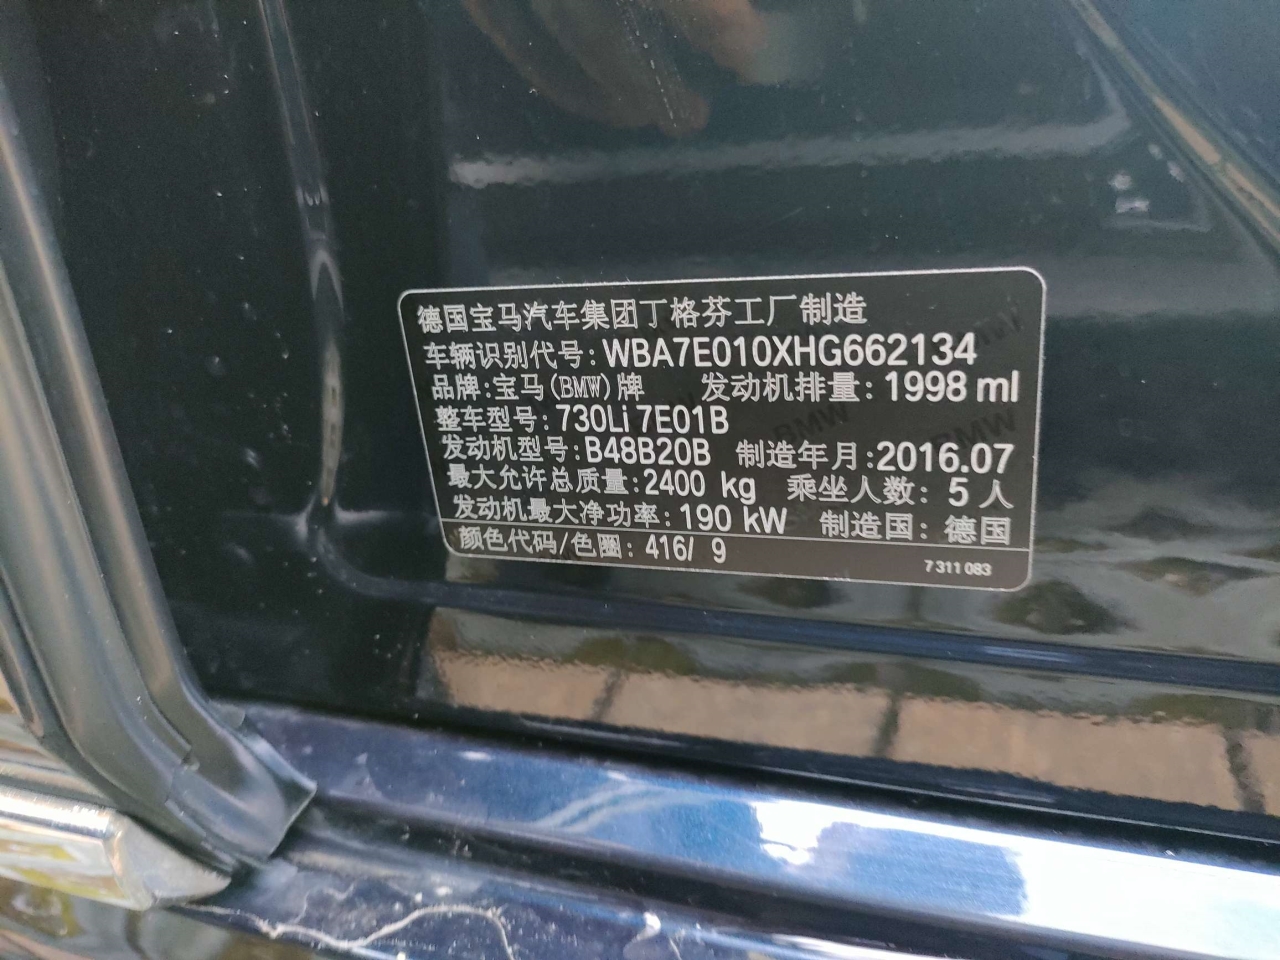 德国宝马汽车集团丁格芬工厂制造
车辆识别代号: WBA7E010XHG662134
品牌: 宝马(BMW)牌 发动机排量: 1998 ml
整车型号: 730Li 7E01B
发动机型号: B48B20B 制造年月: 2016.07
最大允许总质量: 2400 kg 乘坐人数: 5 人
发动机最大净功率: 190 kW 制造国: 德国
颜色代码/色圈: 416/ 9
7 311 083